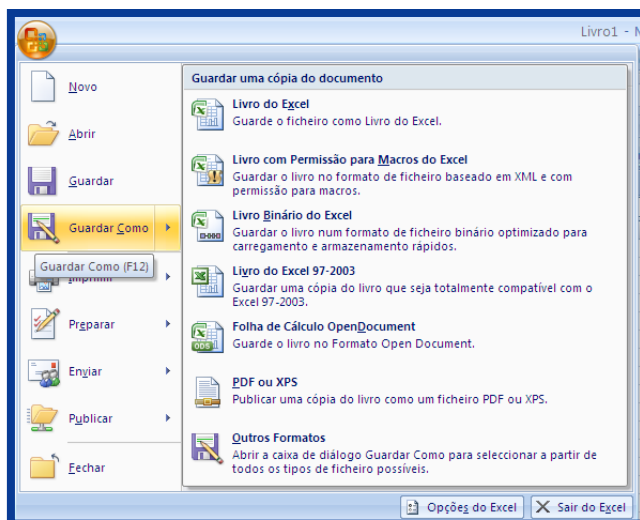 Livro1 -
Novo
Abrir
Guardar
Guardar Como
Guardar Como (F12)
Imprimir
Preparar
Enviar
Publicar
Fechar
Guardar uma cópia do documento
Livro do Excel
Guarde o ficheiro como Livro do Excel.
Livro com Permissão para Macros do Excel
Guardar o livro no formato de ficheiro baseado em XML e com
permissão para macros.
Livro Binário do Excel
Guardar o livro num formato de ficheiro binário optimizado para
carregamento e armazenamento rápidos.
Livro do Excel 97-2003
Guardar uma cópia do livro que seja totalmente compatível com o
Excel 97-2003.
Folha de Cálculo OpenDocument
Guarde o livro no Formato Open Document.
ODS
PDF ou XPS
Publicar uma cópia do livro como um ficheiro PDF ou XPS.
Outros Formatos
Abrir a caixa de diálogo Guardar Como para seleccionar a partir de
todos os tipos de ficheiro possíveis.
Opções do Excel
Sair do Excel